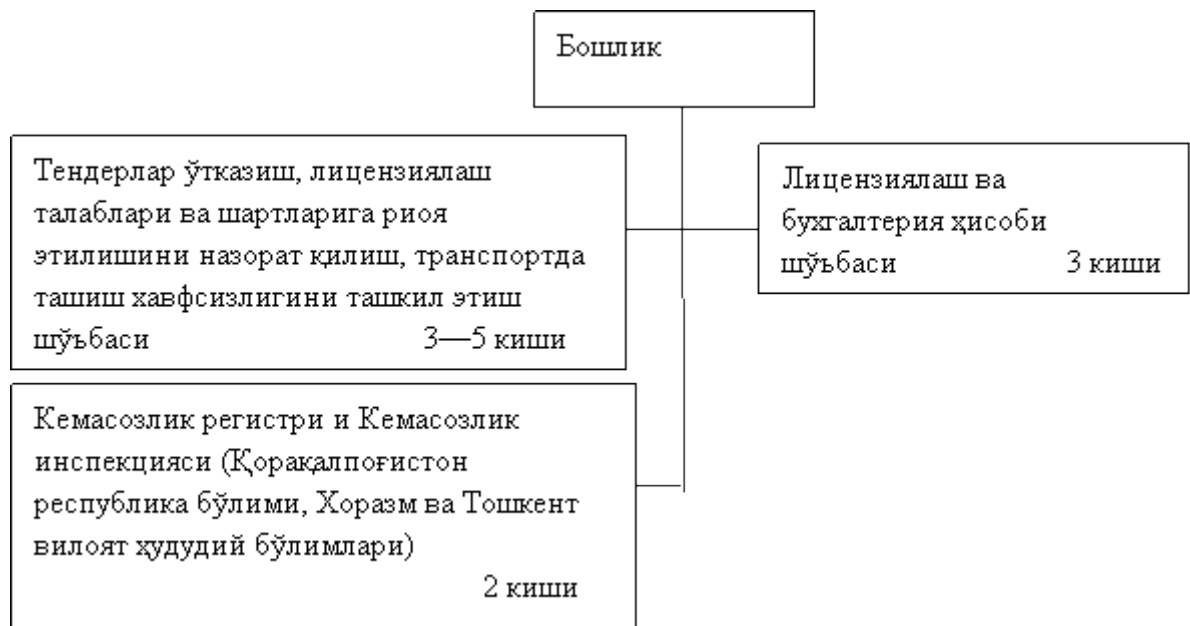 Бошлик
Тендерлар ўтказиш, лицензиялаш
талаблари ва шартларига риоя
этилишини назорат қилиш, транспортда
ташиш хавфсизлигини ташкил этиш
шўъбаси 3—5 киши
Лицензиялаш ва
бухгалтерия ҳисоби
шўъбаси 3 киши
Кемасозлик регистри и Кемасозлик
инспекцияси (Қорақалпоғистон
республика бўлими, Хоразм ва Тошкент
вилоят ҳудудий бўлимлари)
2 киши